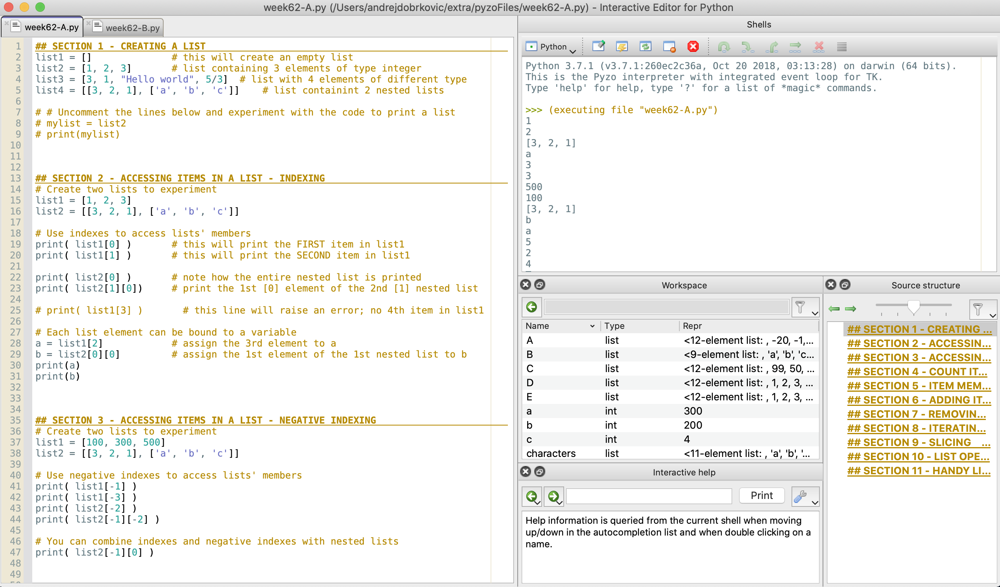 week62-A.py (/Users/andrejdobrkovic/extra/pyzoFiles/week62-A.py) - Interactive Editor for Python
week62-A.py
week62-B.py
1 ## SECTION 1 - CREATING A LIST
2 list1 = [] # this will create an empty list
3 list2 = [1, 2, 3] # list containing 3 elements of type integer
4 list3 = [3, 1, "Hello world", 5/3] # list with 4 elements of different type
5 list4 = [[3, 2, 1], ['a', 'b', 'c']] # list containint 2 nested lists
6
7 # # Uncomment the lines below and experiment with the code to print a list
8 # mylist = list2
9 # print(mylist)
10
11
12
13 ## SECTION 2 - ACCESSING ITEMS IN A LIST - INDEXING
14 # Create two lists to experiment
15 list1 = [1, 2, 3]
16 list2 = [[3, 2, 1], ['a', 'b', 'c']]
17
18 # Use indexes to access lists' members
19 print( list1[0] ) # this will print the FIRST item in list1
20 print( list1[1] ) # this will print the SECOND item in list1
21
22 print( list2[0] ) # note how the entire nested list is printed
23 print( list2[1][0]) # print the 1st [0] element of the 2nd [1] nested list
24
25 # print( list1[3] ) # this line will raise an error; no 4th item in list1
26
27 # Each list element can be bound to a variable
28 a = list1[2] # assign the 3rd element to a
29 b = list2[0][0] # assign the 1st element of the 1st nested list to b
30 print(a)
31 print(b)
32
33
34
35 ## SECTION 3 - ACCESSING ITEMS IN A LIST - NEGATIVE INDEXING
36 # Create two lists to experiment
37 list1 = [100, 300, 500]
38 list2 = [[3, 2, 1], ['a', 'b', 'c']]
39
40 # Use negative indexes to access lists' members
41 print( list1[-1] )
42 print( list1[-3] )
43 print( list2[-2] )
44 print( list2[-1][-2] )
45
46 # You can combine indexes and negative indexes with nested lists
47 print( list2[-1][0] )
48
49
Shells
Python
Python 3.7.1 (v3.7.1:260ec2c36a, Oct 20 2018, 03:13:28) on darwin (64 bits).
This is the Pyzo interpreter with integrated event loop for TK.
Type 'help' for help, type '?' for a list of *magic* commands.
>>> (executing file "week62-A.py")
1
2
[3, 2, 1]
a
3
3
500
100
[3, 2, 1]
b
a
5
2
4
Workspace
Name Type Repr
A list <12-element list: , -20, -1,...
B list <9-element list: , 'a', 'b', 'c...
C list <12-element list: , 99, 50, ...
D list <12-element list: , 1, 2, 3, ...
E list <12-element list: , 1, 2, 3, ...
a int 300
b int 200
c int 4
characters list <11-element list: , 'a', 'b', '...
Interactive help
Print
Help information is queried from the current shell when moving
up/down in the autocompletion list and when double clicking on a
name.
Source structure
## SECTION 1 - CREATING ...
## SECTION 2 - ACCESSIN...
## SECTION 3 - ACCESSIN...
## SECTION 4 - COUNT IT...
## SECTION 5 - ITEM MEM...
## SECTION 6 - ADDING IT...
## SECTION 7 - REMOVIN...
## SECTION 8 - ITERATIN...
## SECTION 9 - SLICING ...
## SECTION 10 - LIST OPE...
## SECTION 11 - HANDY LI...